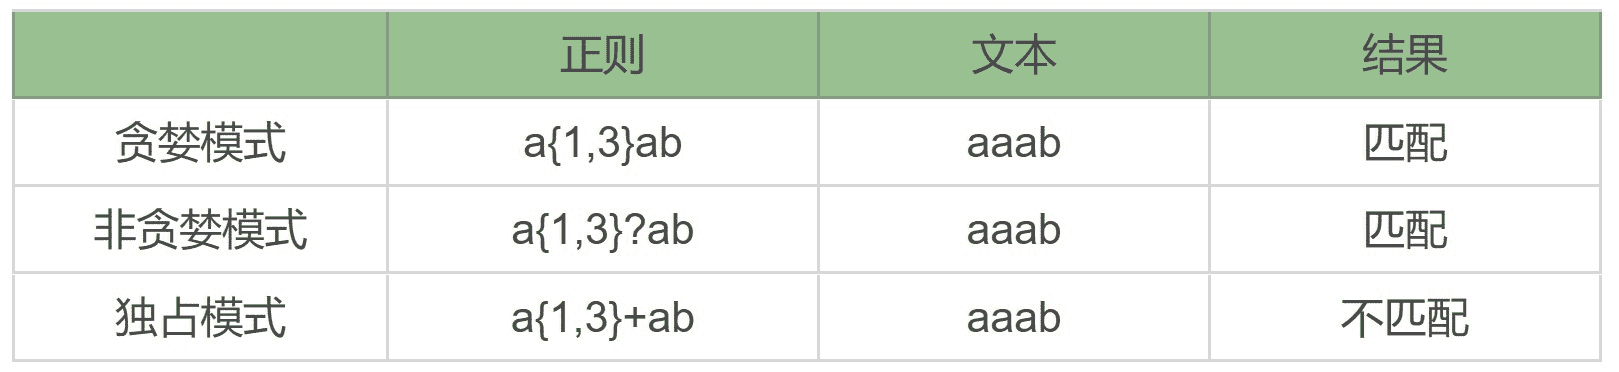 正则 文本 结果
贪婪模式 a{1,3}ab aaab 匹配
非贪婪模式 a{1,3}?ab aaab 匹配
独占模式 a{1,3}+ab aaab 不匹配